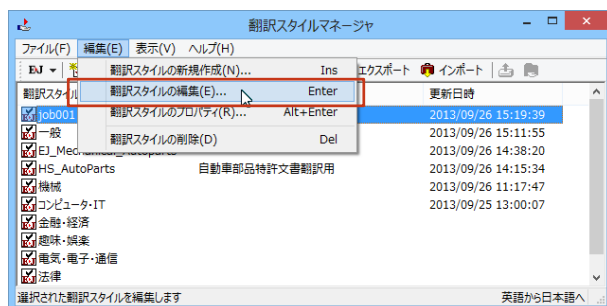 翻訳スタイルマネージャ
ファイル(F) 編集(E) 表示(V) ヘルプ(H)
EJ 翻訳スタイルの新規作成(N)... Ins エクスポート インポート
翻訳スタイル 翻訳スタイルの編集(E)... Enter 更新日時
job001 翻訳スタイルのプロパティ(R)... Alt+Enter 2013/09/26 15:19:39
一般 翻訳スタイルの削除(D) Del 2013/09/26 15:11:55
EJ_Mechanical_Autoparts 2013/09/26 14:38:20
HS_AutoParts 自動車部品特許文書翻訳用 2013/09/26 14:15:34
機械 2013/09/26 11:17:47
コンピュータ・IT 2013/09/25 13:00:07
金融・経済
趣味・娯楽
電気・電子・通信
法律
選択された翻訳スタイルを編集します 英語から日本語へ